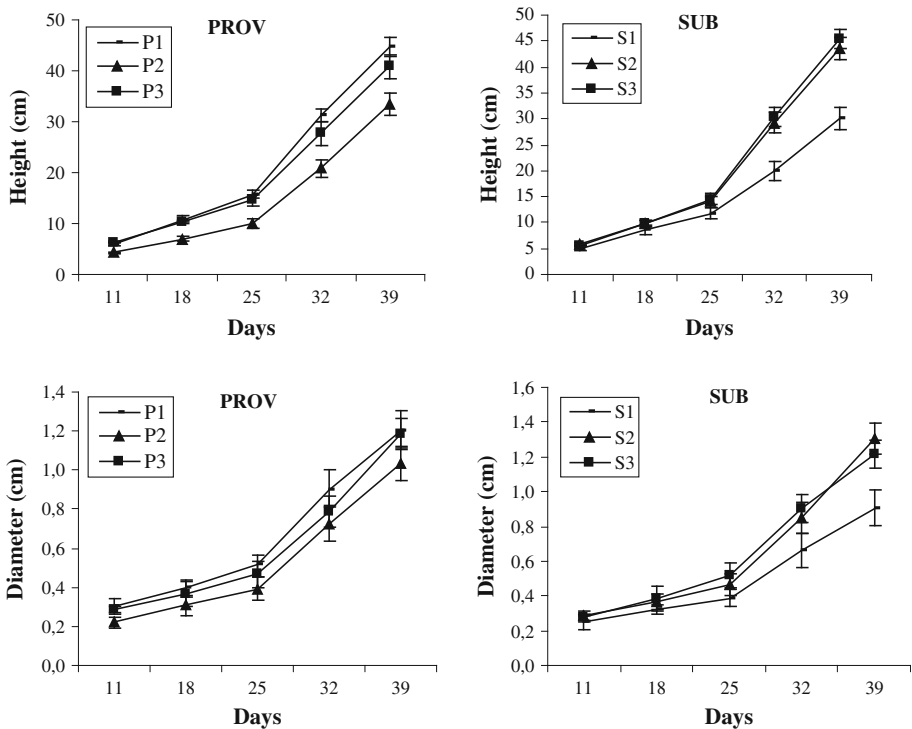 PROV
P1
P2
P3
Height (cm)
50
40
30
20
10
0
11 18 25 32 39
Days
SUB
S1
S2
S3
Height (cm)
50
45
40
35
30
25
20
15
10
5
0
11 18 25 32 39
Days
PROV
P1
P2
P3
Diameter (cm)
1,4
1,2
1,0
0,8
0,6
0,4
0,2
0,0
11 18 25 32 39
Days
SUB
S1
S2
S3
Diameter (cm)
1,6
1,4
1,2
1,0
0,8
0,6
0,4
0,2
0,0
11 18 25 32 39
Days